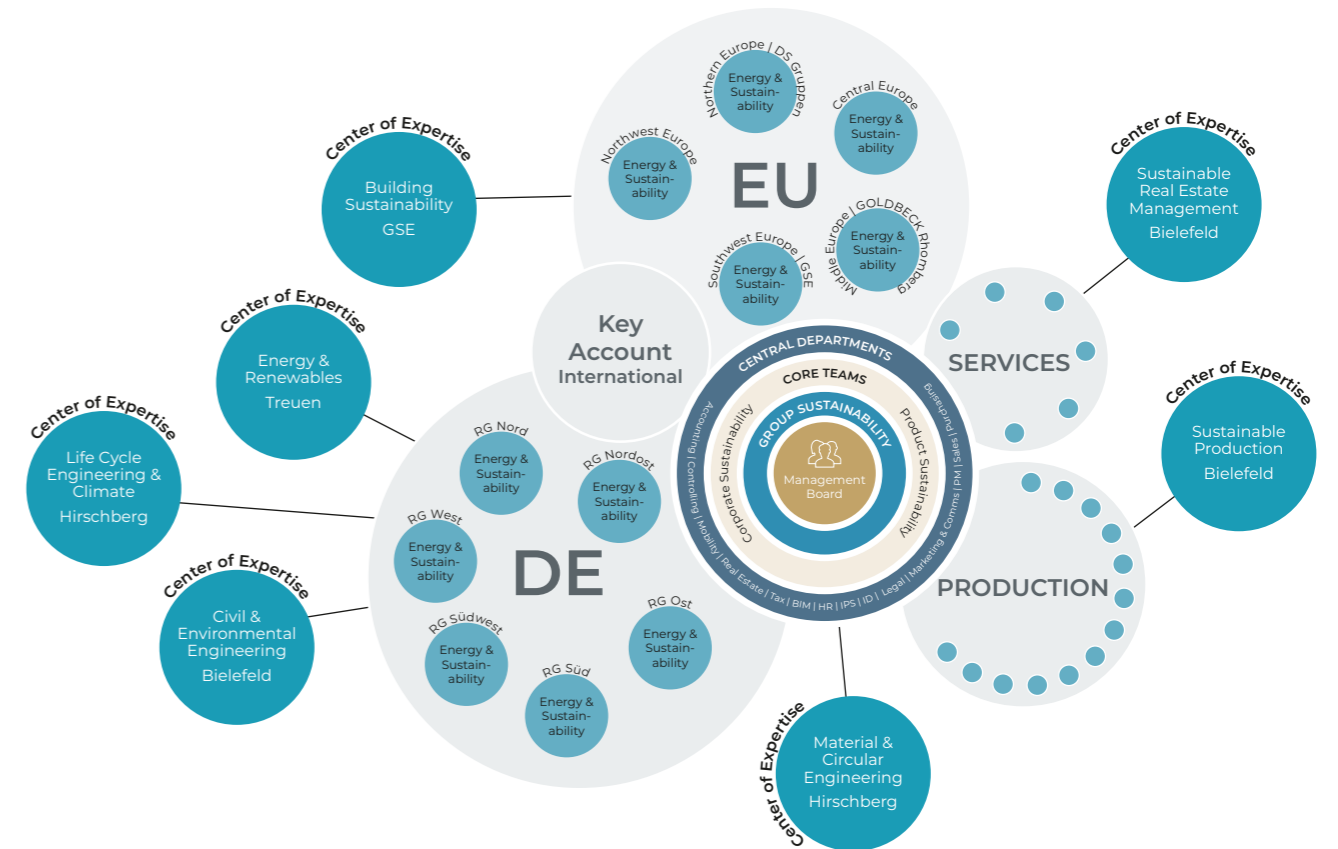 Center of Expertise
Building
Sustainability
GSE
Center of Expertise
Energy &
Renewables
Treuen
Center of Expertise
Life Cycle
Engineering &
Climate
Hirschberg
Center of Expertise
Civil &
Environmental
Engineering
Bielefeld
EU
Northern Europe | DS Gruppen
Energy &
Sustain-
ability
Central Europe
Energy &
Sustain-
ability
Northwest Europe
Energy &
Sustain-
ability
Middle Europe | GOLDBECK Rhomberg
Energy &
Sustain-
ability
Southwest Europe | GSE
Energy &
Sustain-
ability
Key
Account
International
DE
RG Nord
Energy &
Sustain-
ability
RG Nordost
Energy &
Sustain-
ability
RG West
Energy &
Sustain-
ability
RG Südwest
Energy &
Sustain-
ability
RG Süd
Energy &
Sustain-
ability
RG Ost
Energy &
Sustain-
ability
CENTRAL DEPARTMENTS
Accounting | Controlling | Mobility | Real Estate | Tax | BIM | HR | IPS | ID | Legal | Marketing & Comms | PM | Sales | Purchasing
CORE TEAMS
Corporate Sustainability
Product Sustainability
GROUP SUSTAINABILITY
Management
Board
SERVICES
PRODUCTION
Center of Expertise
Sustainable
Real Estate
Management
Bielefeld
Center of Expertise
Sustainable
Production
Bielefeld
Center of Expertise
Material &
Circular
Engineering
Hirschberg